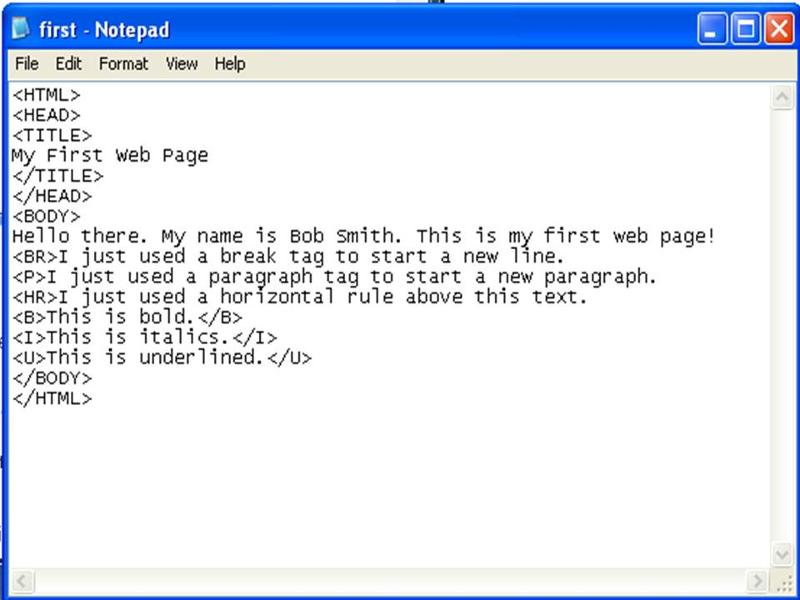 first - Notepad
File Edit Format View Help
<HTML>
<HEAD>
<TITLE>
My First Web Page
</TITLE>
</HEAD>
<BODY>
Hello there. My name is Bob Smith. This is my first web page!
<BR>I just used a break tag to start a new line.
<P>I just used a paragraph tag to start a new paragraph.
<HR>I just used a horizontal rule above this text.
<B>This is bold.</B>
<I>This is italics.</I>
<U>This is underlined.</U>
</BODY>
</HTML>